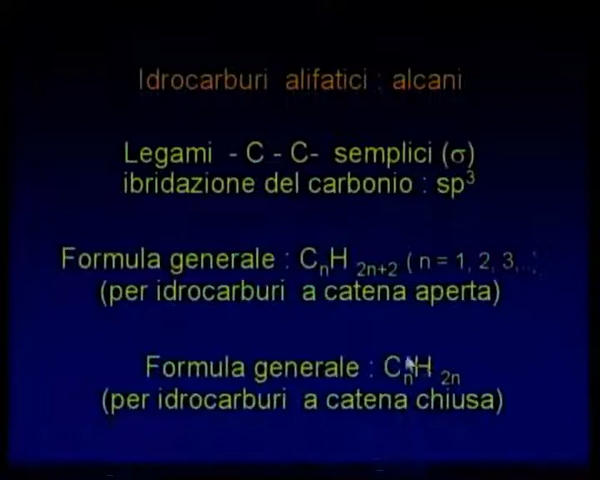 Idrocarburi alifatici : alcani
Legami - C - C- semplici (σ)
ibridazione del carbonio : sp³
Formula generale : CₙH ₂ₙ₊₂ ( n = 1, 2, 3,..)
(per idrocarburi a catena aperta)
Formula generale : CₙH ₂ₙ
(per idrocarburi a catena chiusa)